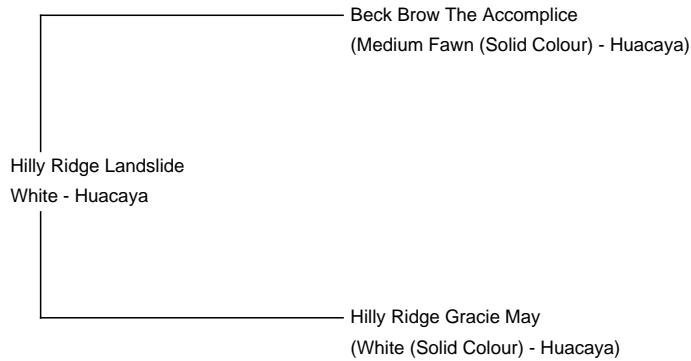 Beck Brow The Accomplice
(Medium Fawn (Solid Colour) - Huacaya)
Hilly Ridge Landslide
White - Huacaya
Hilly Ridge Gracie May
(White (Solid Colour) - Huacaya)